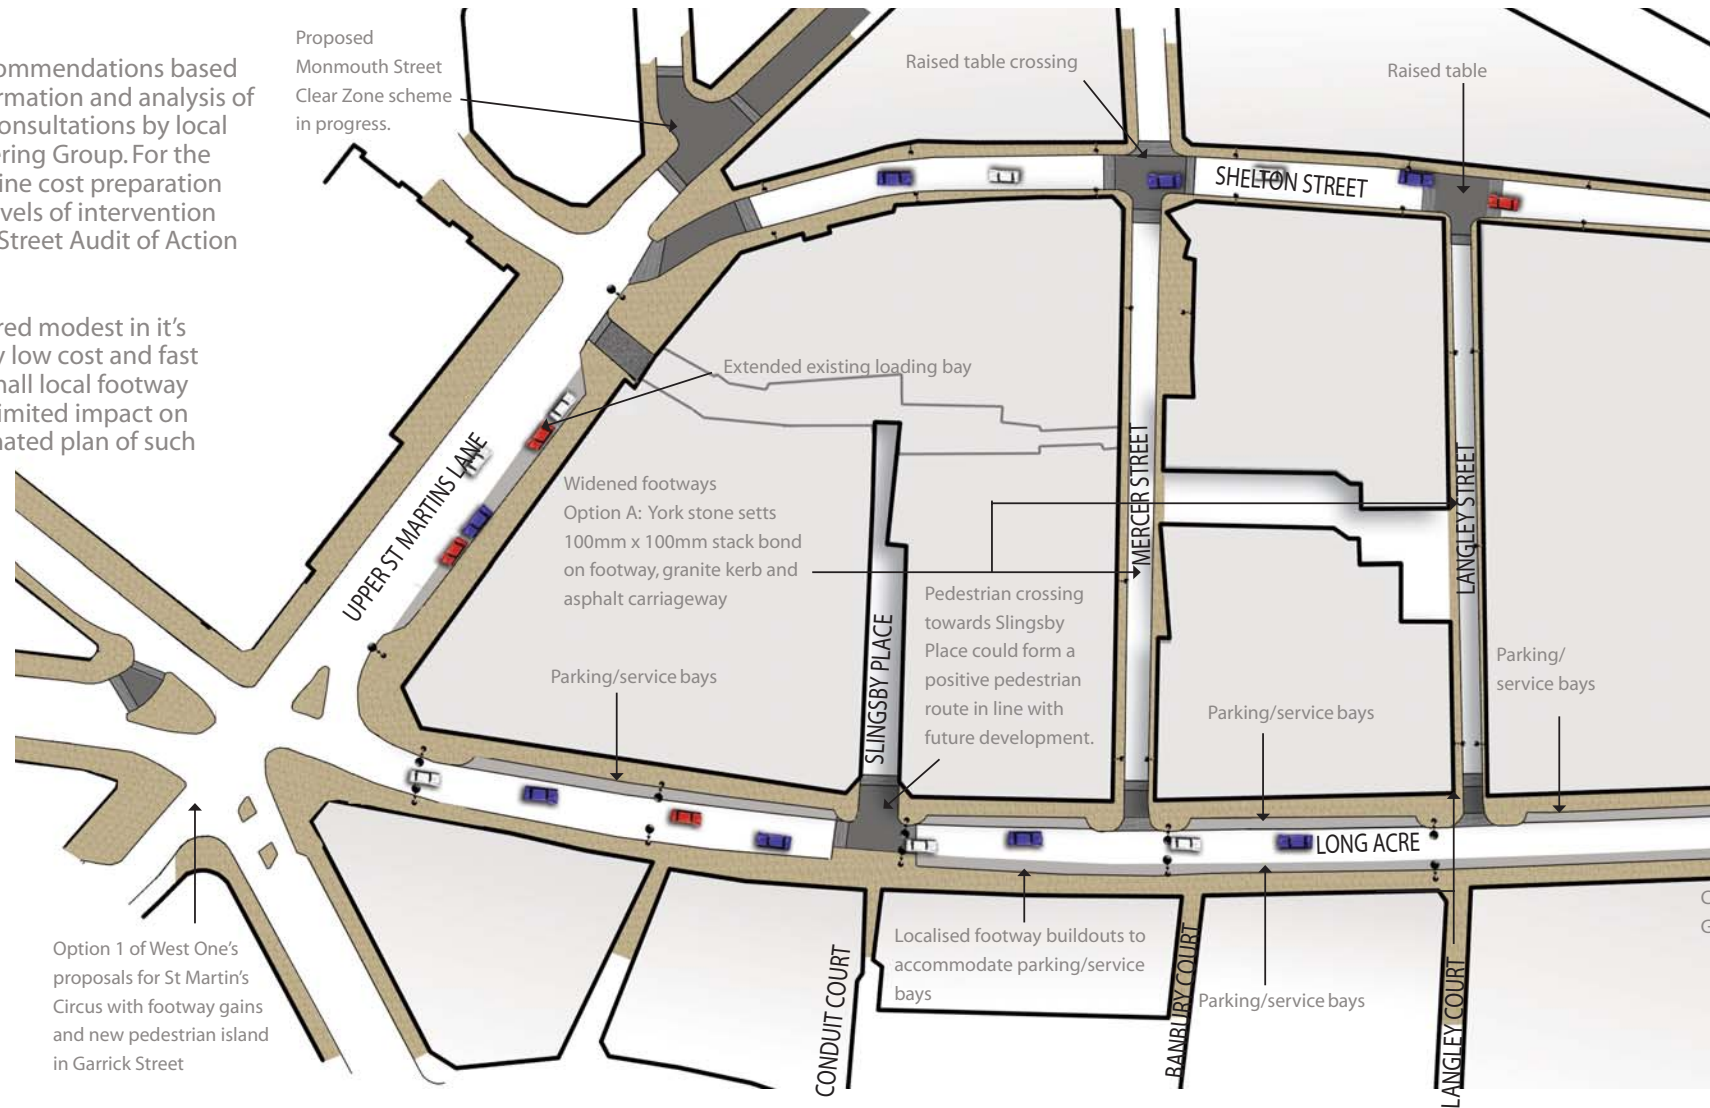 ommendations based
rmation and analysis of
onsultations by local
ering Group. For the
ine cost preparation
vels of intervention
Street Audit of Action
red modest in it's
y low cost and fast
nall local footway
imited impact on
nated plan of such
Proposed
Monmouth Street
Clear Zone scheme
in progress.
Raised table crossing
Raised table
SHELTON STREET
Extended existing loading bay
UPPER ST MARTINS LANE
Widened footways
Option A: York stone setts
100mm x 100mm stack bond
on footway, granite kerb and
asphalt carriageway
MERCER STREET
LANGLEY STREET
SLINGSBY PLACE
Pedestrian crossing
towards Slingsby
Place could form a
positive pedestrian
route in line with
future development.
Parking/service bays
Parking/service bays
Parking/
service bays
LONG ACRE
Option 1 of West One's
proposals for St Martin's
Circus with footway gains
and new pedestrian island
in Garrick Street
CONDUIT COURT
Localised footway buildouts to
accommodate parking/service
bays
BANBURY COURT
Parking/service bays
LANGLEY COURT
C
G